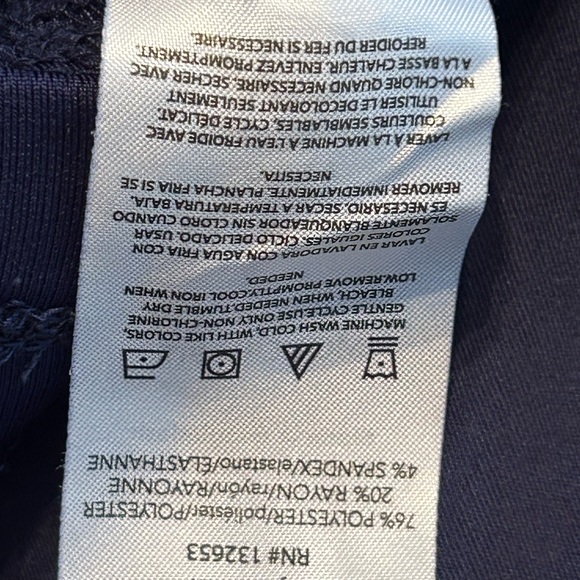 RN# 132653
76% POLYESTER/poliéster/POLYESTER
20% RAYON/rayón/RAYONNE
4% SPANDEX/elastano/ÉLASTHANNE
MACHINE WASH COLD, WITH LIKE COLORS,
GENTLE CYCLE.USE ONLY NON-CHLORINE
BLEACH, WHEN NEEDED.TUMBLE DRY
LOW.REMOVE PROMPTLY.COOL IRON WHEN
NEEDED.
LAVAR EN LAVADORA CON AGUA FRIA CON
COLORES IGUALES, CICLO DELICADO. USAR
SOLAMENTE BLANQUEADOR SIN CLORO CUANDO
ES NECESARIO. SECAR A TEMPERATURA BAJA.
REMOVER INMEDIATMENTE. PLANCHA FRIA SI SE
NECESITA.
LAVER A LA MACHINE A L'EAU FROIDE AVEC
COULEURS SEMBLABLES, CYCLE DELICAT.
UTILISER LE DECOLORANT SEULEMENT
NON-CHLORE QUAND NECESSAIRE. SECHER AVEC
A LA BASSE CHALEUR. ENLEVEZ PROMPTEMENT.
REFOIDER DU FER SI NECESSAIRE.